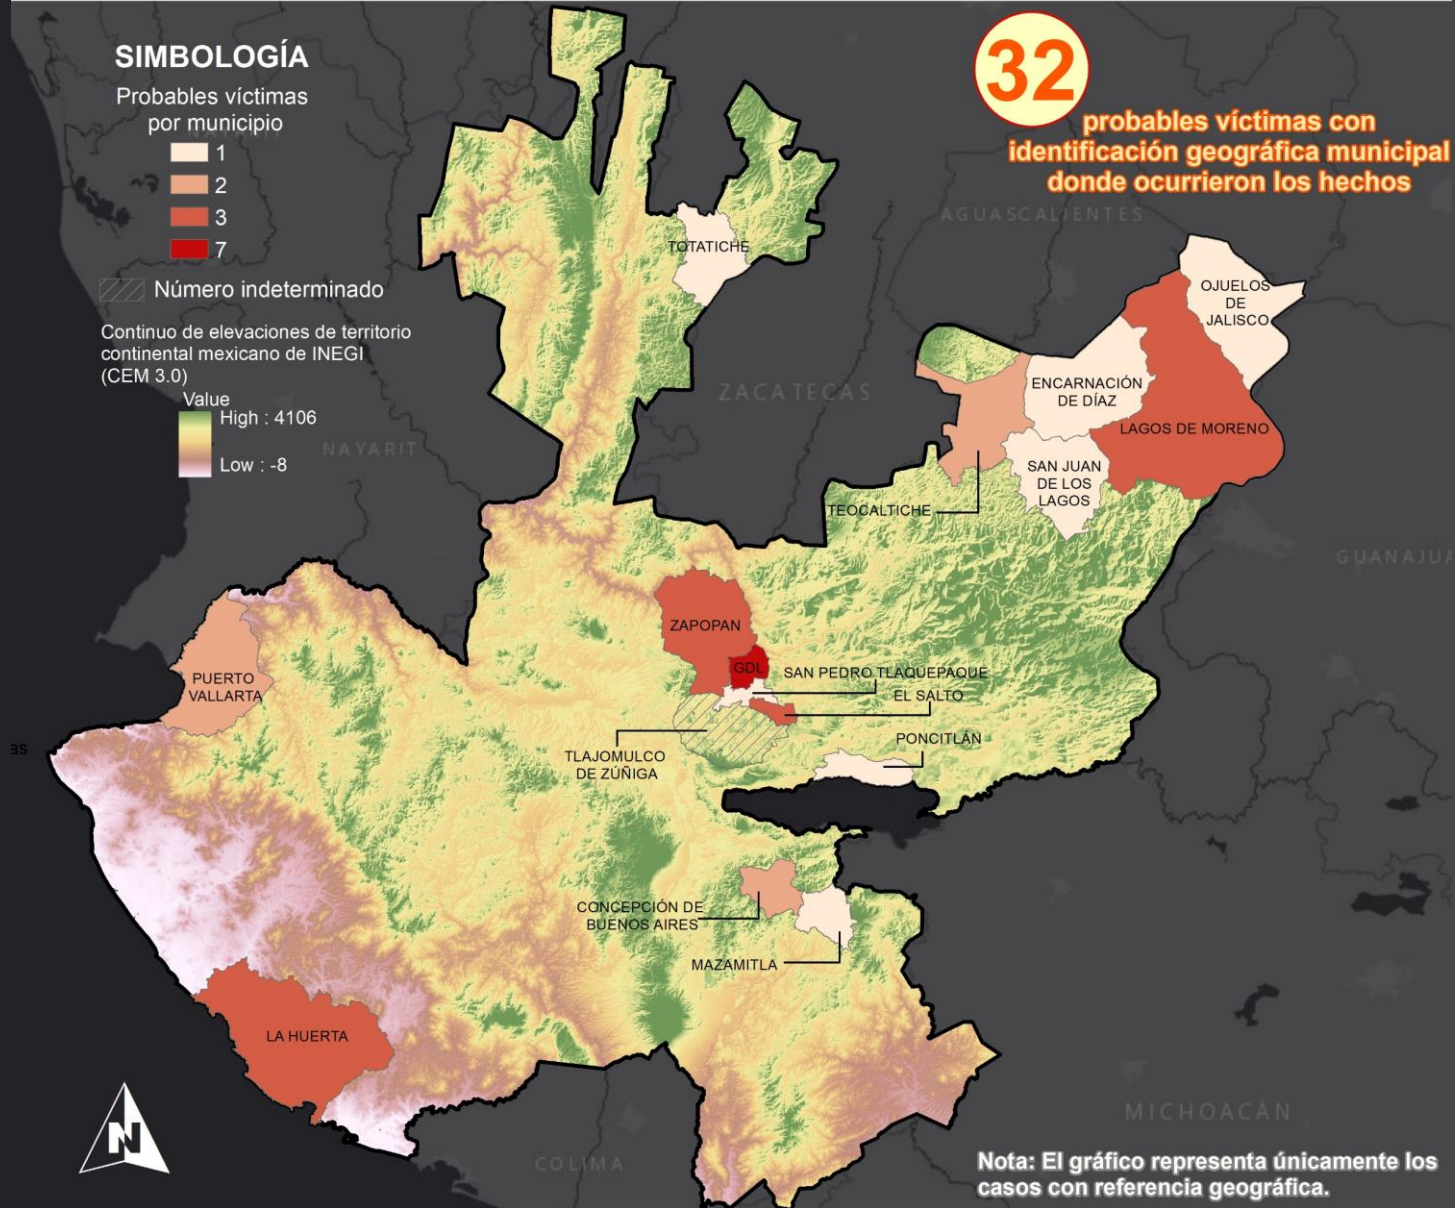 SIMBOLOGÍA
Probables víctimas
por municipio
1
2
3
7
Número indeterminado
Continuo de elevaciones de territorio
continental mexicano de INEGI
(CEM 3.0)
Value
High : 4106
Low : -8
32
probables víctimas con
identificación geográfica municipal
donde ocurrieron los hechos
AGUASCALIENTES
TOTATICHE
OJUELOS
DE
JALISCO
ZACATECAS
ENCARNACIÓN
DE DÍAZ
LAGOS DE MORENO
NAYARIT
SAN JUAN
DE LOS
LAGOS
TEOCALTICHE
GUANAJUA
ZAPOPAN
GDL
SAN PEDRO TLAQUEPAQUE
PUERTO
VALLARTA
EL SALTO
as
PONCITLÁN
TLAJOMULCO
DE ZÚÑIGA
CONCEPCIÓN DE
BUENOS AIRES
MAZAMITLA
LA HUERTA
N
MICHOACÁN
COLIMA
Nota: El gráfico representa únicamente los
casos con referencia geográfica.